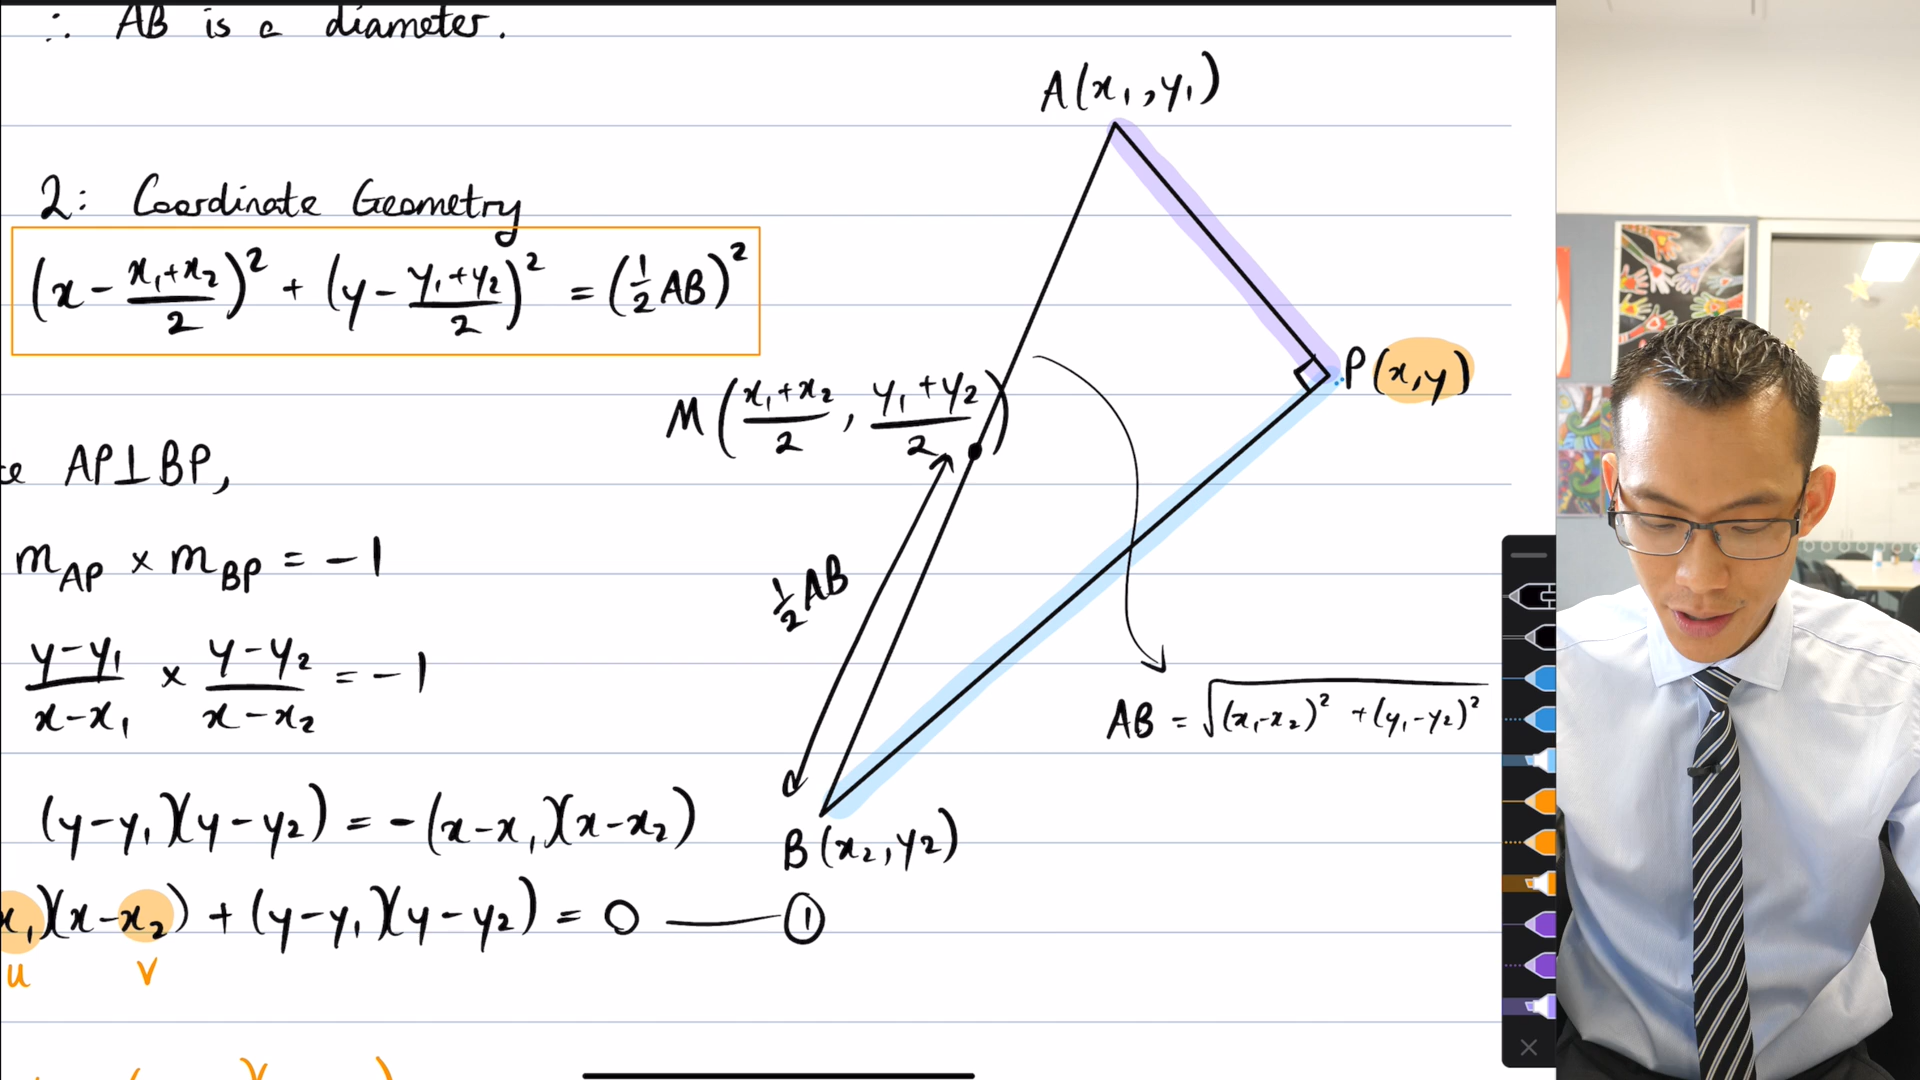 ∴ AB is a diameter.
2: Coordinate Geometry
(x - (x₁+x₂)/2)² + (y - (y₁+y₂)/2)² = (½AB)²
AP⊥BP,
m_AP × m_BP = -1
(y-y₁)/(x-x₁) × (y-y₂)/(x-x₂) = -1
(y-y₁)(y-y₂) = -(x-x₁)(x-x₂)
x₁)(x-x₂) + (y-y₁)(y-y₂) = 0 —— ①
u v
A(x₁,y₁)
P(x,y)
M((x₁+x₂)/2, (y₁+y₂)/2)
½AB
AB = √((x₁-x₂)² + (y₁-y₂)²)
B(x₂,y₂)